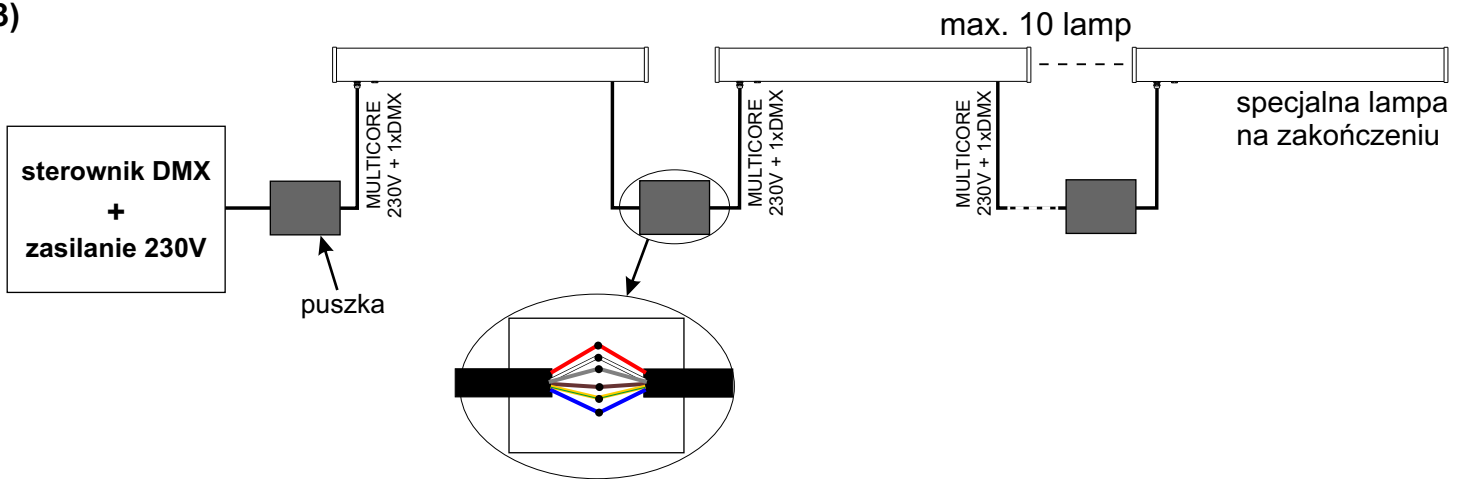 3)
max. 10 lamp
sterownik DMX
+
zasilanie 230V
puszka
MULTICORE
230V + 1xDMX
MULTICORE
230V + 1xDMX
MULTICORE
230V + 1xDMX
specjalna lampa
na zakończeniu